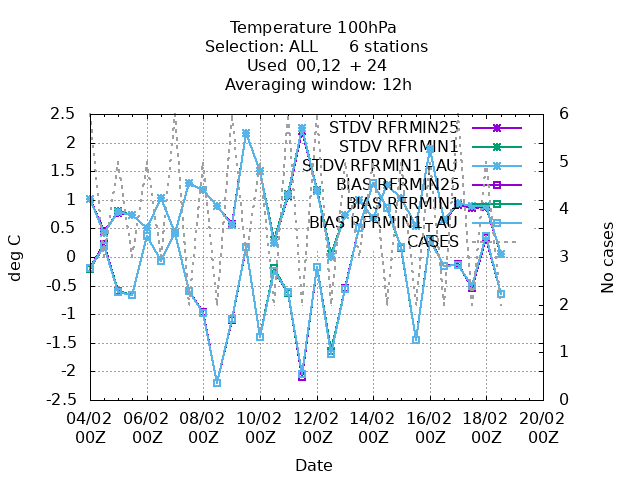 Temperature 100hPa
Selection: ALL 6 stations
Used 00,12 + 24
Averaging window: 12h
deg C
2.5
2
1.5
1
0.5
0
-0.5
-1
-1.5
-2
-2.5
STDV RFRMIN25
STDV RFRMIN1
STDV RFRMIN1_AU
BIAS RFRMIN25
BIAS RFRMIN1
BIAS RFRMIN1_AU
CASES
6
5
4
3
2
1
0
No cases
04/02 06/02 08/02 10/02 12/02 14/02 16/02 18/02 20/02
00Z 00Z 00Z 00Z 00Z 00Z 00Z 00Z 00Z
Date